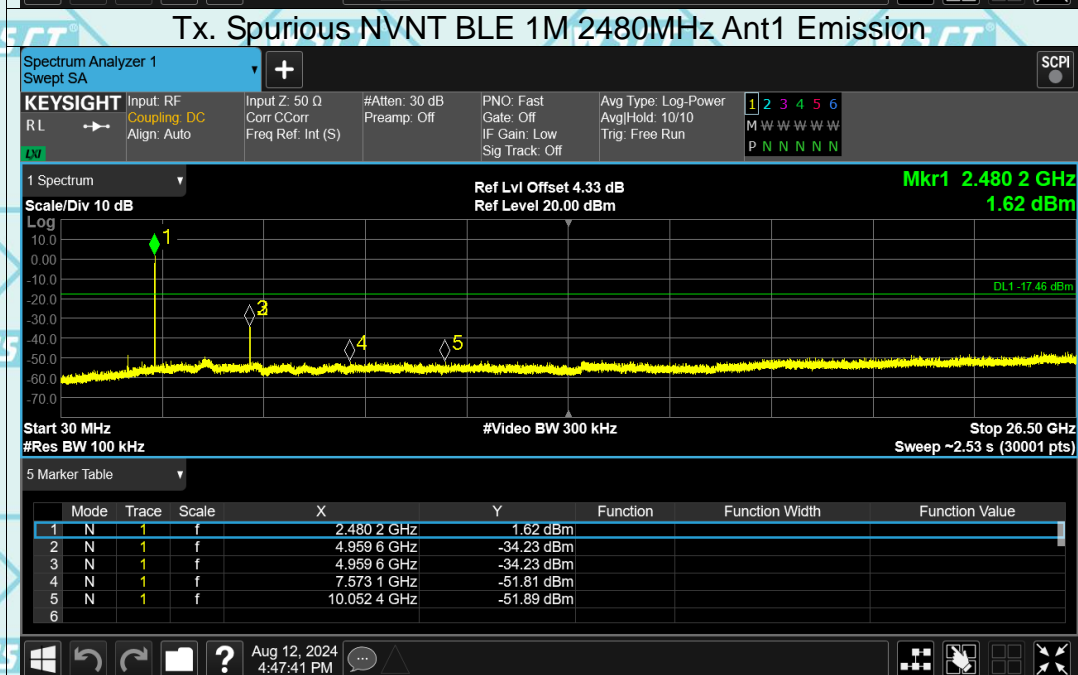 Tx. Spurious NVNT BLE 1M 2480MHz Ant1 Emission
Spectrum Analyzer 1
Swept SA
+
SCPI
KEYSIGHT
R L
LXI
Input: RF
Coupling: DC
Align: Auto
Input Z: 50 Ω
Corr CCorr
Freq Ref: Int (S)
#Atten: 30 dB
Preamp: Off
PNO: Fast
Gate: Off
IF Gain: Low
Sig Track: Off
Avg Type: Log-Power
Avg|Hold: 10/10
Trig: Free Run
1 2 3 4 5 6
M W W W W W
P N N N N N
1 Spectrum
Scale/Div 10 dB
Ref Lvl Offset 4.33 dB
Ref Level 20.00 dBm
Mkr1 2.480 2 GHz
1.62 dBm
Log
10.0
0.00
-10.0
-20.0
-30.0
-40.0
-50.0
-60.0
-70.0
1
3
4
5
DL1 -17.46 dBm
Start 30 MHz
#Res BW 100 kHz
#Video BW 300 kHz
Stop 26.50 GHz
Sweep ~2.53 s (30001 pts)
5 Marker Table
Mode Trace Scale X Y Function Function Width Function Value
1 N 1 f 2.480 2 GHz 1.62 dBm
2 N 1 f 4.959 6 GHz -34.23 dBm
3 N 1 f 4.959 6 GHz -34.23 dBm
4 N 1 f 7.573 1 GHz -51.81 dBm
5 N 1 f 10.052 4 GHz -51.89 dBm
6
?
Aug 12, 2024
4:47:41 PM